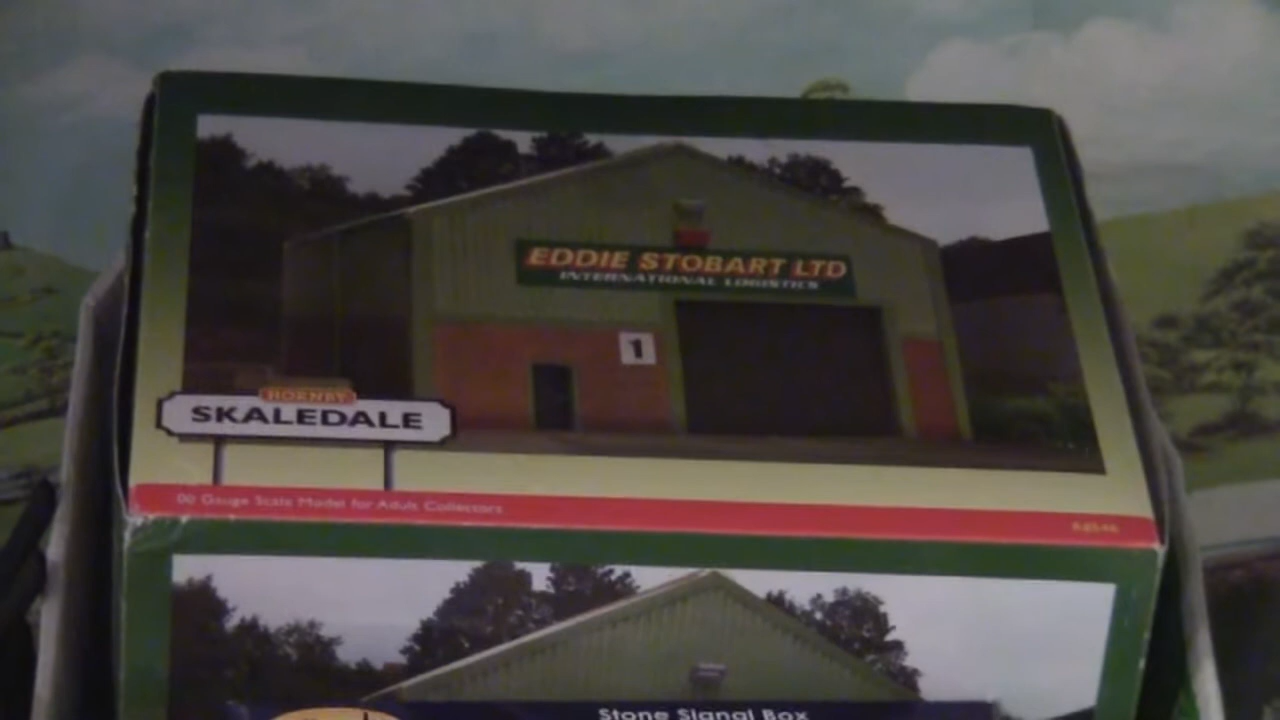 EDDIE STOBART LTD
INTERNATIONAL LOGISTICS
1
HORNBY
SKALEDALE
00 Gauge Scale Model for Adult Collectors
Stone Signal Box